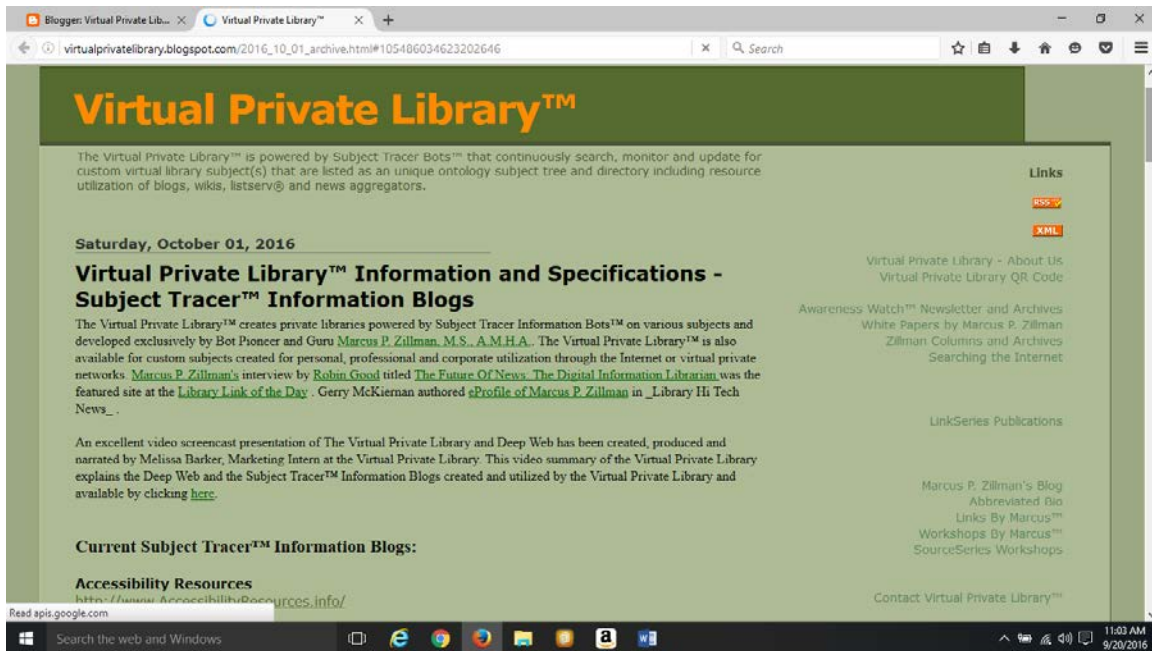 Blogger: Virtual Private Lib...
Virtual Private Library™
virtualprivatelibrary.blogspot.com/2016_10_01_archive.html#105486034623202646
Search
Virtual Private Library™
The Virtual Private Library™ is powered by Subject Tracer Bots™ that continuously search, monitor and update for
custom virtual library subject(s) that are listed as an unique ontology subject tree and directory including resource
utilization of blogs, wikis, listserv® and news aggregators.
Saturday, October 01, 2016
Virtual Private Library™ Information and Specifications -
Subject Tracer™ Information Blogs
The Virtual Private Library™ creates private libraries powered by Subject Tracer Information Bots™ on various subjects and
developed exclusively by Bot Pioneer and Guru Marcus P. Zillman, M.S., A.M.H.A.. The Virtual Private Library™ is also
available for custom subjects created for personal, professional and corporate utilization through the Internet or virtual private
networks. Marcus P. Zillman's interview by Robin Good titled The Future Of News: The Digital Information Librarian was the
featured site at the Library Link of the Day . Gerry McKiernan authored eProfile of Marcus P. Zillman in _Library Hi Tech
News_ .
An excellent video screencast presentation of The Virtual Private Library and Deep Web has been created, produced and
narrated by Melissa Barker, Marketing Intern at the Virtual Private Library. This video summary of the Virtual Private Library
explains the Deep Web and the Subject Tracer™ Information Blogs created and utilized by the Virtual Private Library and
available by clicking here.
Current Subject Tracer™ Information Blogs:
Accessibility Resources
http://www.AccessibilityResources.info/
Links
RSS
XML
Virtual Private Library - About Us
Virtual Private Library QR Code
Awareness Watch™ Newsletter and Archives
White Papers by Marcus P. Zillman
Zillman Columns and Archives
Searching the Internet
LinkSeries Publications
Marcus P. Zillman's Blog
Abbreviated Bio
Links By Marcus™
Workshops By Marcus™
SourceSeries Workshops
Contact Virtual Private Library™
Read apis.google.com
Search the web and Windows
11:03 AM
9/20/2016